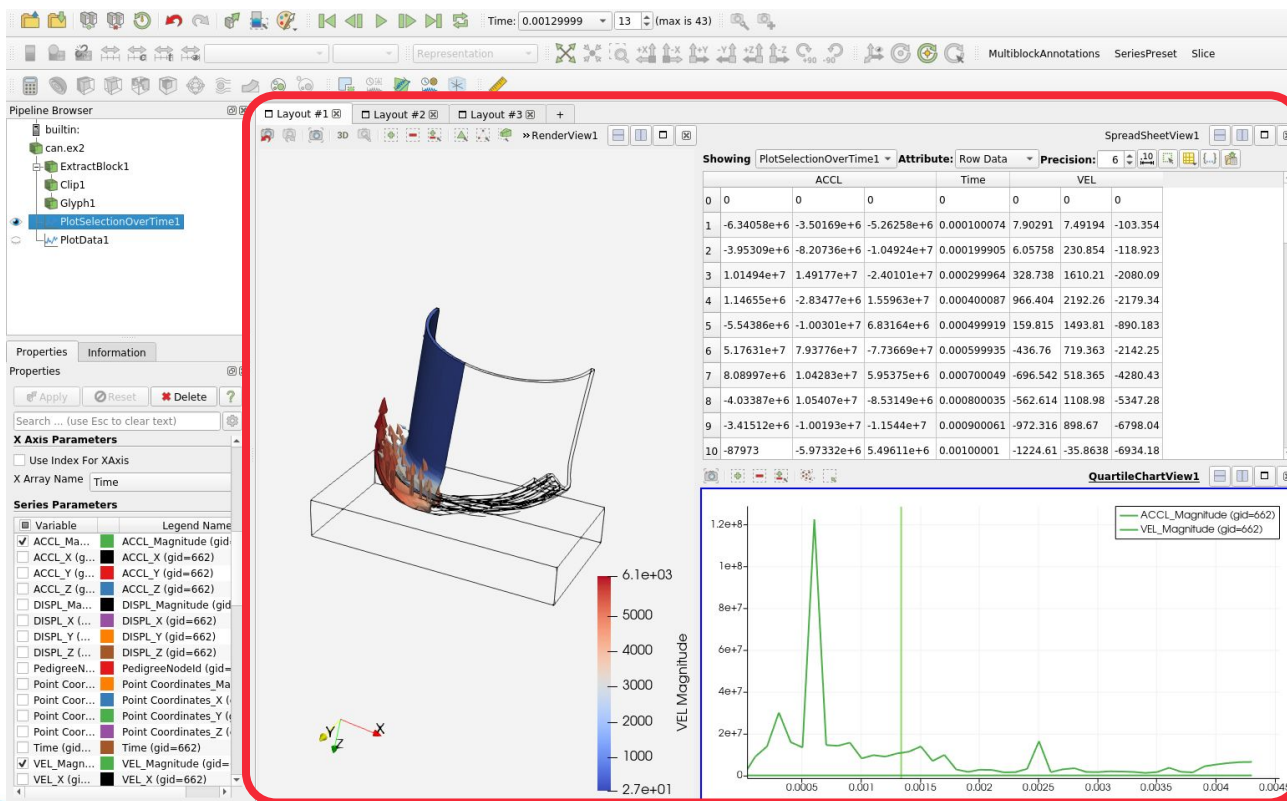 Time: 0.00129999 13 (max is 43)
Representation
+X -X +Y -Y +Z -Z +90 -90 MultiblockAnnotations SeriesPreset Slice
Pipeline Browser
builtin:
can.ex2
ExtractBlock1
Clip1
Glyph1
PlotSelectionOverTime1
PlotData1
Properties Information
Properties
Apply Reset Delete ?
Search ... (use Esc to clear text)
X Axis Parameters
Use Index For XAxis
X Array Name Time
Series Parameters
Variable Legend Name
ACCL_Ma... ACCL_Magnitude (gid
ACCL_X (g... ACCL_X (gid=662)
ACCL_Y (g... ACCL_Y (gid=662)
ACCL_Z (g... ACCL_Z (gid=662)
DISPL_Ma... DISPL_Magnitude (gid
DISPL_X (... DISPL_X (gid=662)
DISPL_Y (... DISPL_Y (gid=662)
DISPL_Z (... DISPL_Z (gid=662)
PedigreeN... PedigreeNodeId (gid=
Point Coor... Point Coordinates_Ma
Point Coor... Point Coordinates_X (
Point Coor... Point Coordinates_Y (
Point Coor... Point Coordinates_Z (
Time (gid... Time (gid=662)
VEL_Magn... VEL_Magnitude (gid=
VEL_X (gi... VEL_X (gid=662)
Layout #1 Layout #2 Layout #3 +
3D » RenderView1
6.1e+03
5000
4000
3000
2000
1000
2.7e+01
VEL Magnitude
X
Y
Z
SpreadSheetView1
Showing PlotSelectionOverTime1 Attribute: Row Data Precision: 6
ACCL Time VEL
0 0 0 0 0 0 0 0
1 -6.34058e+6 -3.50169e+6 -5.26258e+6 0.000100074 7.90291 7.49194 -103.354
2 -3.95309e+6 -8.20736e+6 -1.04924e+7 0.000199905 6.05758 230.854 -118.923
3 1.01494e+7 1.49177e+7 -2.40101e+7 0.000299964 328.738 1610.21 -2080.09
4 1.14655e+6 -2.83477e+6 1.55963e+7 0.000400087 966.404 2192.26 -2179.34
5 -5.54386e+6 -1.00301e+7 6.83164e+6 0.000499919 159.815 1493.81 -890.183
6 5.17631e+7 7.93776e+7 -7.73669e+7 0.000599935 -436.76 719.363 -2142.25
7 8.08997e+6 1.04283e+7 5.95375e+6 0.000700049 -696.542 518.365 -4280.43
8 -4.03387e+6 1.05407e+7 -8.53149e+6 0.000800035 -562.614 1108.98 -5347.28
9 -3.41512e+6 -1.00193e+7 -1.1544e+7 0.000900061 -972.316 898.67 -6798.04
10 -87973 -5.97332e+6 5.49611e+6 0.00100001 -1224.61 -35.8638 -6934.18
QuartileChartView1
ACCL_Magnitude (gid=662)
VEL_Magnitude (gid=662)
1.2e+8
1e+8
8e+7
6e+7
4e+7
2e+7
0
0.0005 0.001 0.0015 0.002 0.0025 0.003 0.0035 0.004